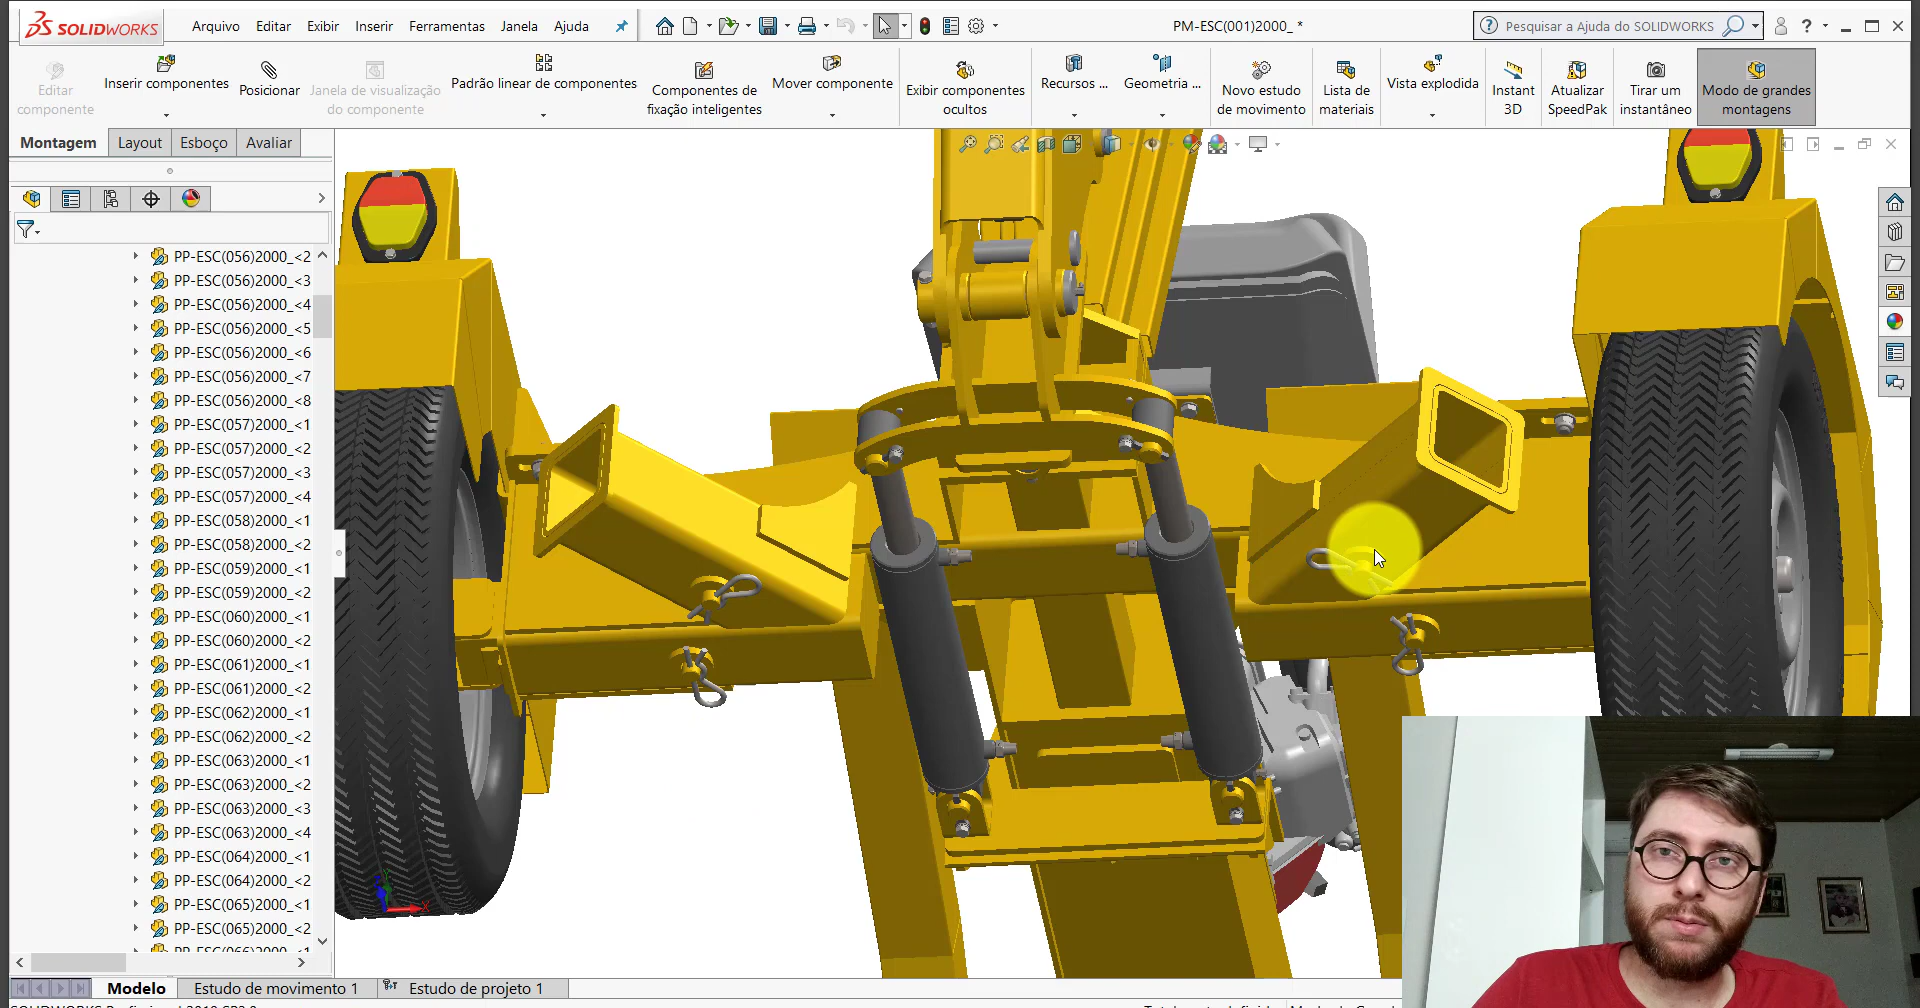 SOLIDWORKS
Arquivo Editar Exibir Inserir Ferramentas Janela Ajuda
PM-ESC(001)2000_ *
Pesquisar a Ajuda do SOLIDWORKS
Editar componente
Inserir componentes
Posicionar
Janela de visualização do componente
Padrão linear de componentes
Componentes de fixação inteligentes
Mover componente
Exibir componentes ocultos
Recursos ...
Geometria ...
Novo estudo de movimento
Lista de materiais
Vista explodida
Instant 3D
Atualizar SpeedPak
Tirar um instantâneo
Modo de grandes montagens
Montagem Layout Esboço Avaliar
PP-ESC(056)2000_<2
PP-ESC(056)2000_<3
PP-ESC(056)2000_<4
PP-ESC(056)2000_<5
PP-ESC(056)2000_<6
PP-ESC(056)2000_<7
PP-ESC(056)2000_<8
PP-ESC(057)2000_<1
PP-ESC(057)2000_<2
PP-ESC(057)2000_<3
PP-ESC(057)2000_<4
PP-ESC(058)2000_<1
PP-ESC(058)2000_<2
PP-ESC(059)2000_<1
PP-ESC(059)2000_<2
PP-ESC(060)2000_<1
PP-ESC(060)2000_<2
PP-ESC(061)2000_<1
PP-ESC(061)2000_<2
PP-ESC(062)2000_<1
PP-ESC(062)2000_<2
PP-ESC(063)2000_<1
PP-ESC(063)2000_<2
PP-ESC(063)2000_<3
PP-ESC(063)2000_<4
PP-ESC(064)2000_<1
PP-ESC(064)2000_<2
PP-ESC(065)2000_<1
PP-ESC(065)2000_<2
X
Modelo Estudo de movimento 1 Estudo de projeto 1